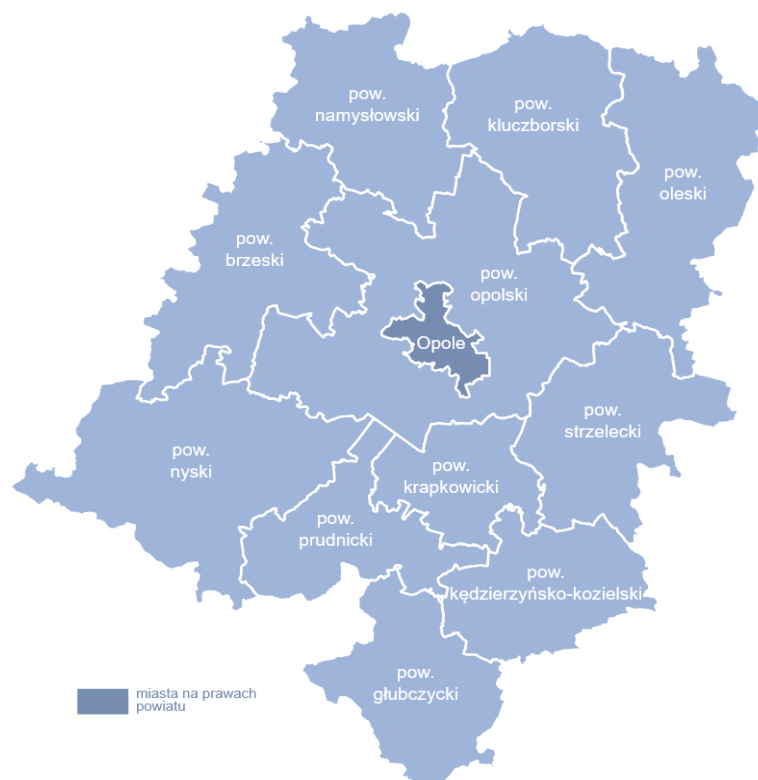 pow.
namysłowski
pow.
kluczborski
pow.
oleski
pow.
brzeski
pow.
opolski
Opole
pow.
strzelecki
pow.
nyski
pow.
krapkowicki
pow.
prudnicki
pow.
kędzierzyńsko-kozielski
pow.
głubczycki
miasta na prawach
powiatu